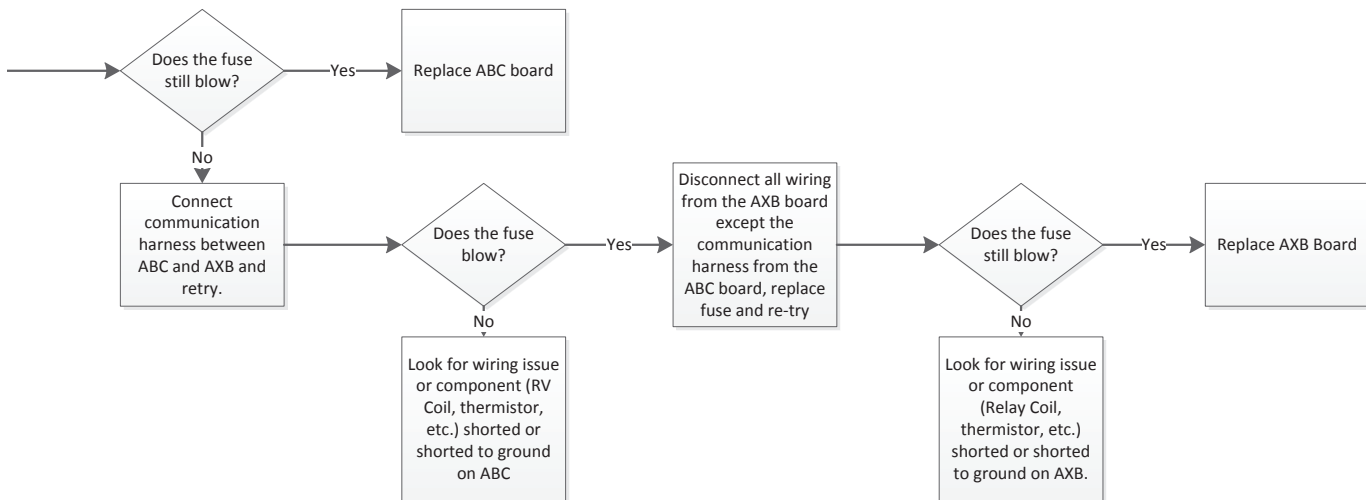 Does the fuse
still blow?
Yes
Replace ABC board
No
Connect
communication
harness between
ABC and AXB and
retry.
Does the fuse
blow?
Yes
Disconnect all wiring
from the AXB board
except the
communication
harness from the
ABC board, replace
fuse and re-try
Does the fuse
still blow?
Yes
Replace AXB Board
No
Look for wiring issue
or component (RV
Coil, thermistor,
etc.) shorted or
shorted to ground
on ABC
No
Look for wiring issue
or component
(Relay Coil,
thermistor, etc.)
shorted or shorted
to ground on AXB.